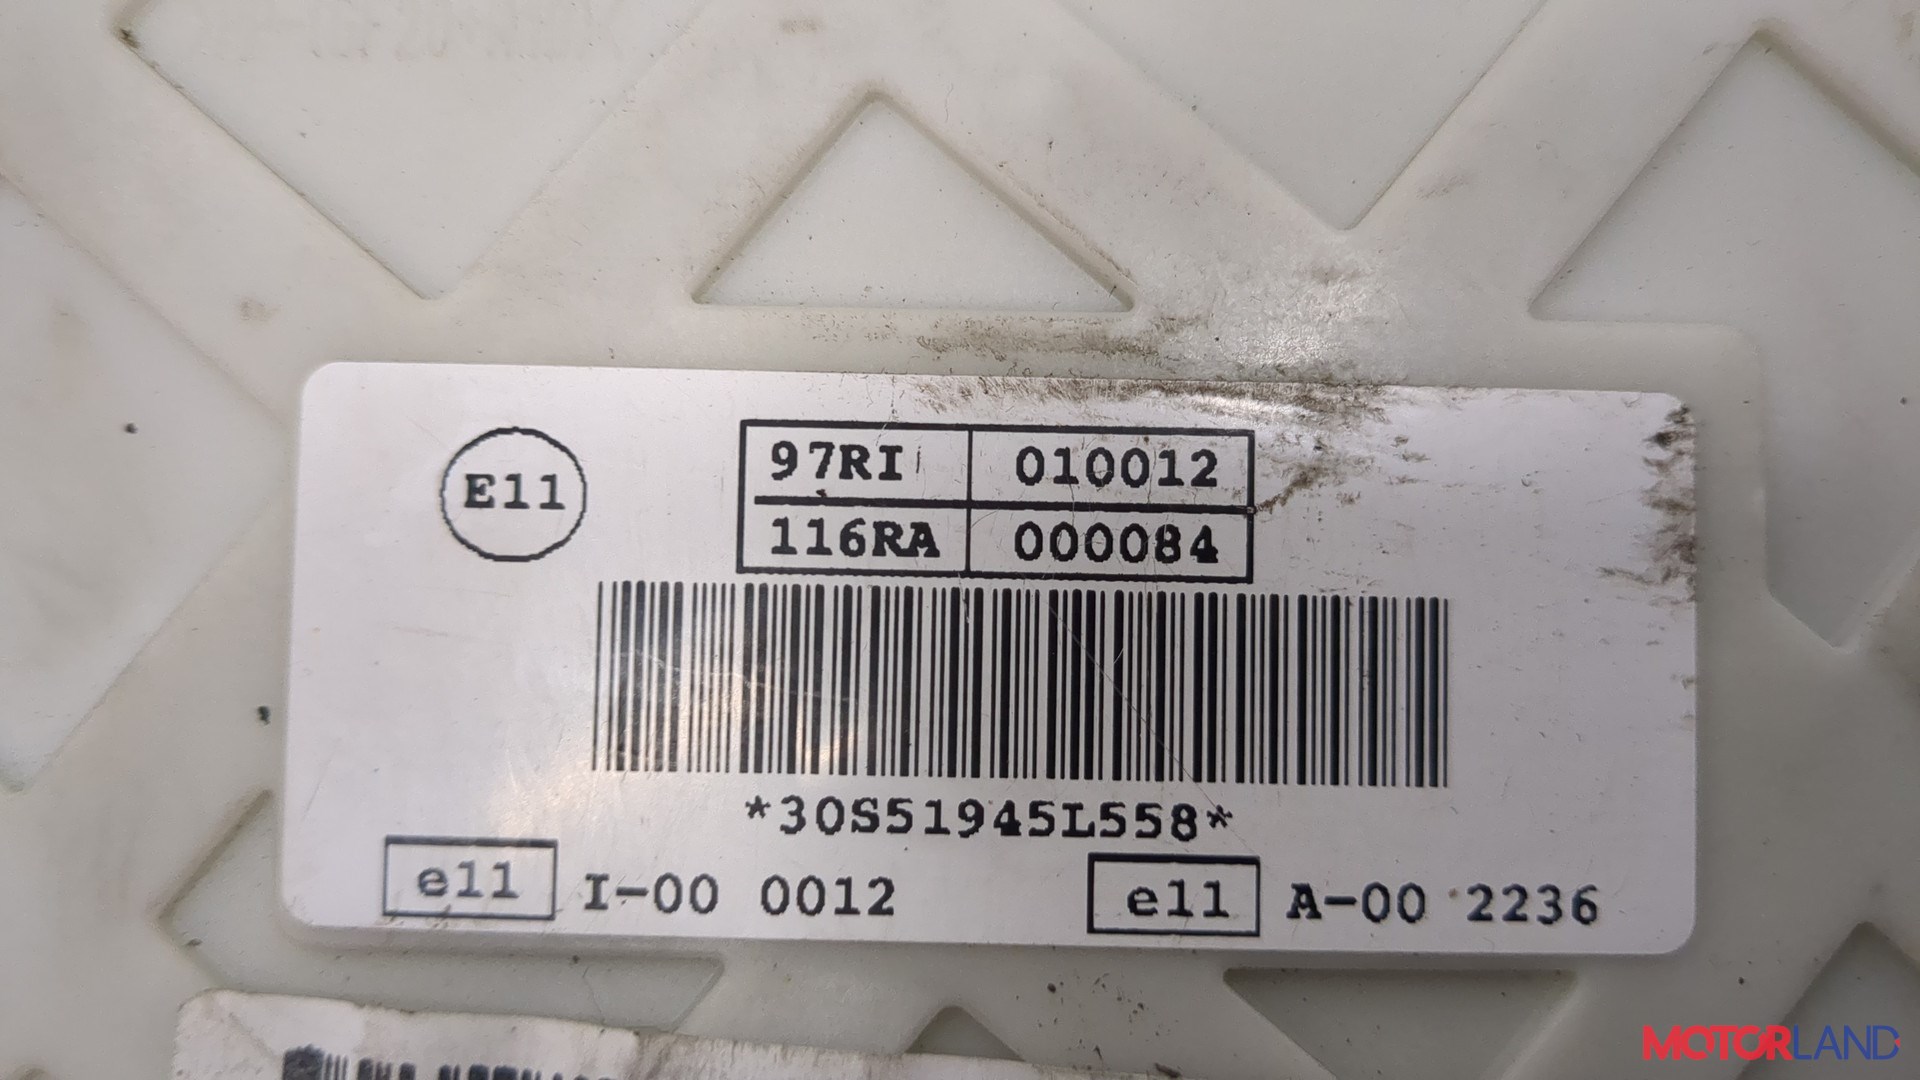 E11
97RI 010012
116RA 000084
*30S51945L558*
e11 I-00 0012
e11 A-00 2236
MOTORLAND